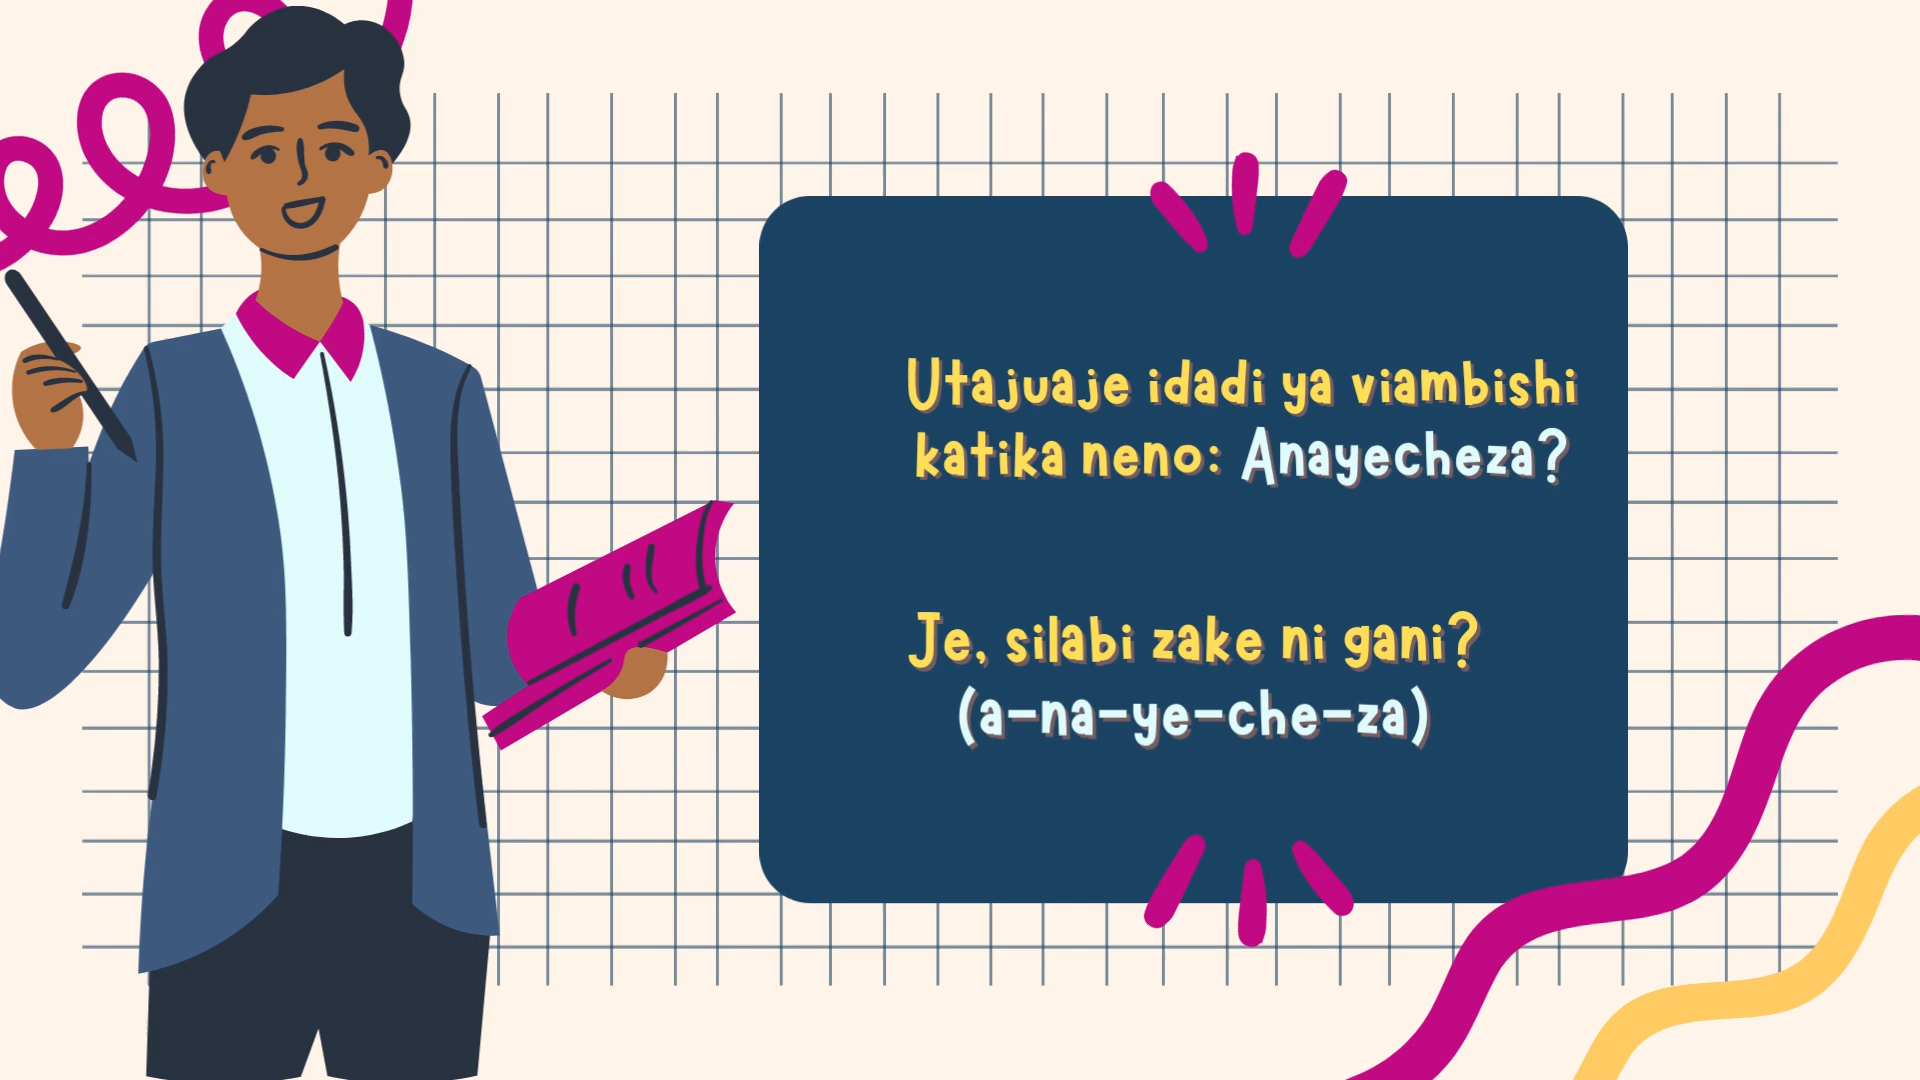 Utajuaje idadi ya viambishi
katika neno: Anayecheza?
Je, silabi zake ni gani?
(a-na-ye-che-za)